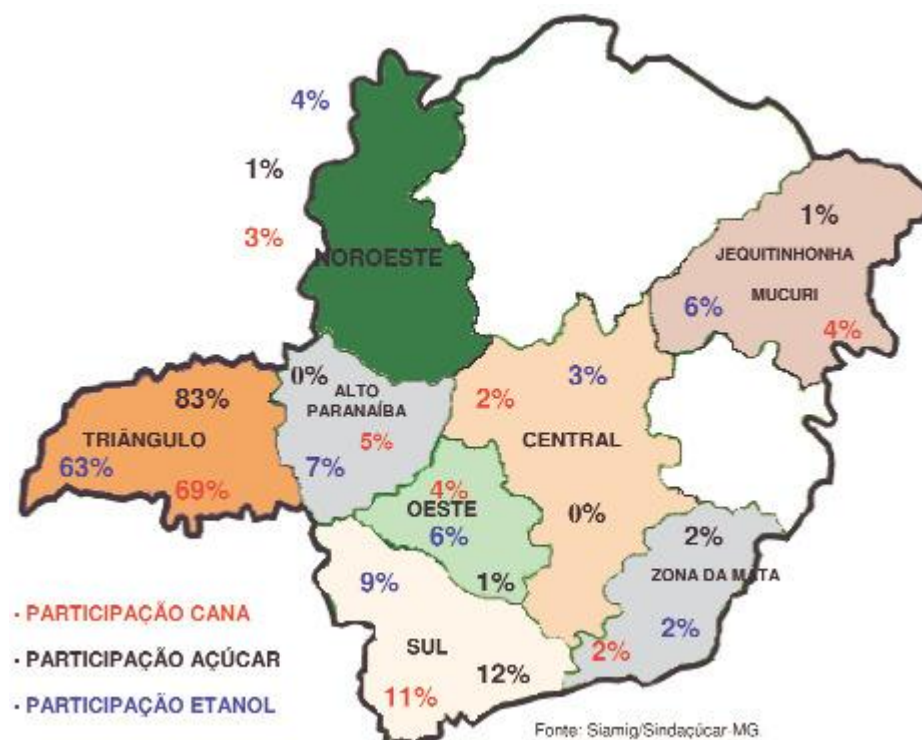 4%
1%
3%
NOROESTE
1%
JEQUITINHONHA
MUCURI
6%
4%
83%
TRIÂNGULO
63%
69%
0%
ALTO
PARANAÍBA
5%
7%
2%
3%
CENTRAL
0%
4%
OESTE
6%
1%
2%
ZONA DA MATA
2%
2%
9%
SUL
12%
11%
- PARTICIPAÇÃO CANA
- PARTICIPAÇÃO AÇÚCAR
- PARTICIPAÇÃO ETANOL
Fonte: Siamig/Sindaçúcar-MG